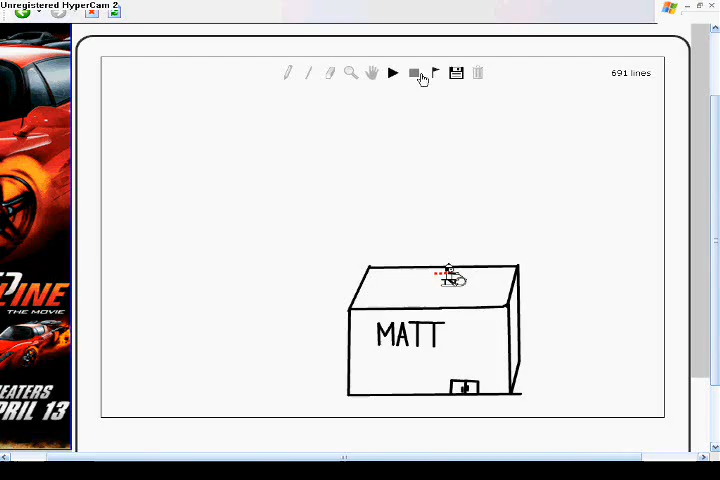 Unregistered HyperCam 2
691 lines
MATT
LINE
THE MOVIE
EATERS
PRIL 13